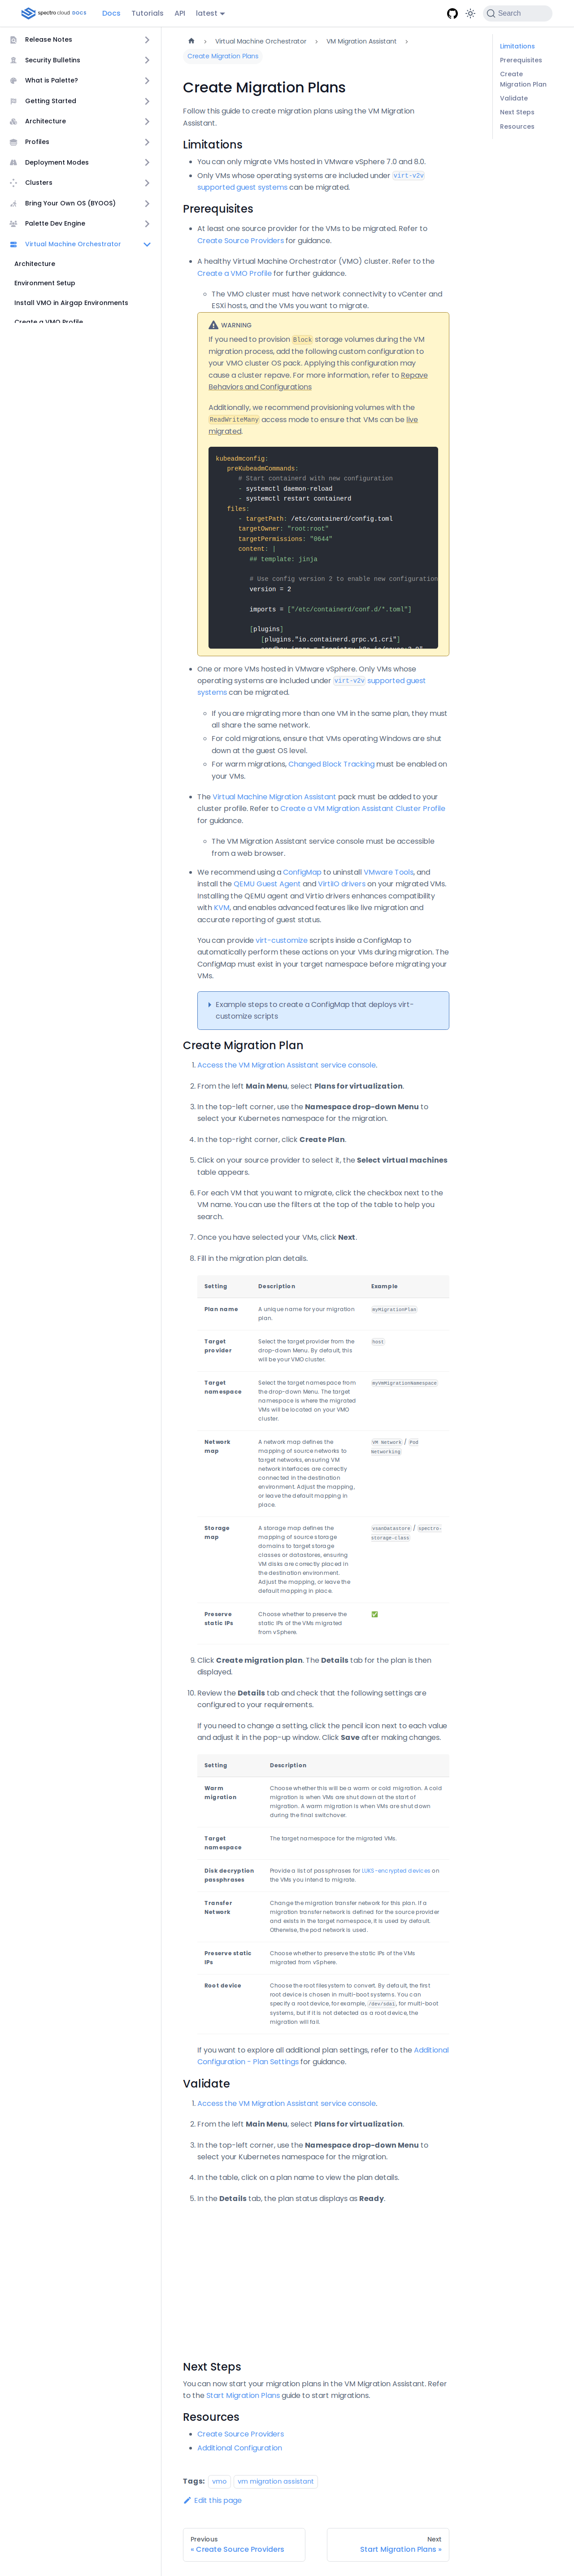 spectro cloud DOCS
Docs
Tutorials
API
latest
Search
Release Notes
Security Bulletins
What is Palette?
Getting Started
Architecture
Profiles
Deployment Modes
Clusters
Bring Your Own OS (BYOOS)
Palette Dev Engine
Virtual Machine Orchestrator
Architecture
Environment Setup
Install VMO in Airgap Environments
Create a VMO Profile
Virtual Machine Orchestrator
VM Migration Assistant
Create Migration Plans
Create Migration Plans
Follow this guide to create migration plans using the VM Migration
Assistant.
Limitations
You can only migrate VMs hosted in VMware vSphere 7.0 and 8.0.
Only VMs whose operating systems are included under virt-v2v
supported guest systems can be migrated.
Prerequisites
At least one source provider for the VMs to be migrated. Refer to
Create Source Providers for guidance.
A healthy Virtual Machine Orchestrator (VMO) cluster. Refer to the
Create a VMO Profile for further guidance.
The VMO cluster must have network connectivity to vCenter and
ESXi hosts, and the VMs you want to migrate.
WARNING
If you need to provision Block storage volumes during the VM
migration process, add the following custom configuration to
your VMO cluster OS pack. Applying this configuration may
cause a cluster repave. For more information, refer to Repave
Behaviors and Configurations
Additionally, we recommend provisioning volumes with the
ReadWriteMany access mode to ensure that VMs can be live
migrated.
kubeadmconfig:
preKubeadmCommands:
# Start containerd with new configuration
- systemctl daemon-reload
- systemctl restart containerd
files:
- targetPath: /etc/containerd/config.toml
targetOwner: "root:root"
targetPermissions: "0644"
content: |
## template: jinja
# Use config version 2 to enable new configuration
version = 2
imports = ["/etc/containerd/conf.d/*.toml"]
[plugins]
[plugins."io.containerd.grpc.v1.cri"]
One or more VMs hosted in VMware vSphere. Only VMs whose
operating systems are included under virt-v2v supported guest
systems can be migrated.
If you are migrating more than one VM in the same plan, they must
all share the same network.
For cold migrations, ensure that VMs operating Windows are shut
down at the guest OS level.
For warm migrations, Changed Block Tracking must be enabled on
your VMs.
The Virtual Machine Migration Assistant pack must be added to your
cluster profile. Refer to Create a VM Migration Assistant Cluster Profile
for guidance.
The VM Migration Assistant service console must be accessible
from a web browser.
We recommend using a ConfigMap to uninstall VMware Tools, and
install the QEMU Guest Agent and VirtIO drivers on your migrated VMs.
Installing the QEMU agent and Virtio drivers enhances compatibility
with KVM, and enables advanced features like live migration and
accurate reporting of guest status.
You can provide virt-customize scripts inside a ConfigMap to
automatically perform these actions on your VMs during migration. The
ConfigMap must exist in your target namespace before migrating your
VMs.
Example steps to create a ConfigMap that deploys virt-
customize scripts
Create Migration Plan
1. Access the VM Migration Assistant service console.
2. From the left Main Menu, select Plans for virtualization.
3. In the top-left corner, use the Namespace drop-down Menu to
select your Kubernetes namespace for the migration.
4. In the top-right corner, click Create Plan.
5. Click on your source provider to select it, the Select virtual machines
table appears.
6. For each VM that you want to migrate, click the checkbox next to the
VM name. You can use the filters at the top of the table to help you
search.
7. Once you have selected your VMs, click Next.
8. Fill in the migration plan details.
Setting Description Example
Plan name A unique name for your migration plan. myMigrationPlan
Target provider Select the target provider from the drop-down Menu. By default, this will be your VMO cluster. host
Target namespace Select the target namespace from the drop-down Menu. The target namespace is where the migrated VMs will be located on your VMO cluster. myVmMigrationNamespace
Network map A network map defines the mapping of source networks to target networks, ensuring VM network interfaces are correctly connected in the destination environment. Adjust the mapping, or leave the default mapping in place. VM Network / Pod Networking
Storage map A storage map defines the mapping of source storage domains to target storage classes or datastores, ensuring VM disks are correctly placed in the destination environment. Adjust the mapping, or leave the default mapping in place. vsanDatastore / spectro-storage-class
Preserve static IPs Choose whether to preserve the static IPs of the VMs migrated from vSphere. ✅
9. Click Create migration plan. The Details tab for the plan is then
displayed.
10. Review the Details tab and check that the following settings are
configured to your requirements.
If you need to change a setting, click the pencil icon next to each value
and adjust it in the pop-up window. Click Save after making changes.
Setting Description
Warm migration Choose whether this will be a warm or cold migration. A cold migration is when VMs are shut down at the start of migration. A warm migration is when VMs are shut down during the final switchover.
Target namespace The target namespace for the migrated VMs.
Disk decryption passphrases Provide a list of passphrases for LUKS-encrypted devices on the VMs you intend to migrate.
Transfer Network Change the migration transfer network for this plan. If a migration transfer network is defined for the source provider and exists in the target namespace, it is used by default. Otherwise, the pod network is used.
Preserve static IPs Choose whether to preserve the static IPs of the VMs migrated from vSphere.
Root device Choose the root filesystem to convert. By default, the first root device is chosen in multi-boot systems. You can specify a root device, for example, /dev/sda1, for multi-boot systems, but if it is not detected as a root device, the migration will fail.
If you want to explore all additional plan settings, refer to the Additional
Configuration - Plan Settings for guidance.
Validate
1. Access the VM Migration Assistant service console.
2. From the left Main Menu, select Plans for virtualization.
3. In the top-left corner, use the Namespace drop-down Menu to
select your Kubernetes namespace for the migration.
4. In the table, click on a plan name to view the plan details.
5. In the Details tab, the plan status displays as Ready.
Next Steps
You can now start your migration plans in the VM Migration Assistant. Refer
to the Start Migration Plans guide to start migrations.
Resources
Create Source Providers
Additional Configuration
Tags: vmo vm migration assistant
Edit this page
Previous
« Create Source Providers
Next
Start Migration Plans »
Limitations
Prerequisites
Create
Migration Plan
Validate
Next Steps
Resources